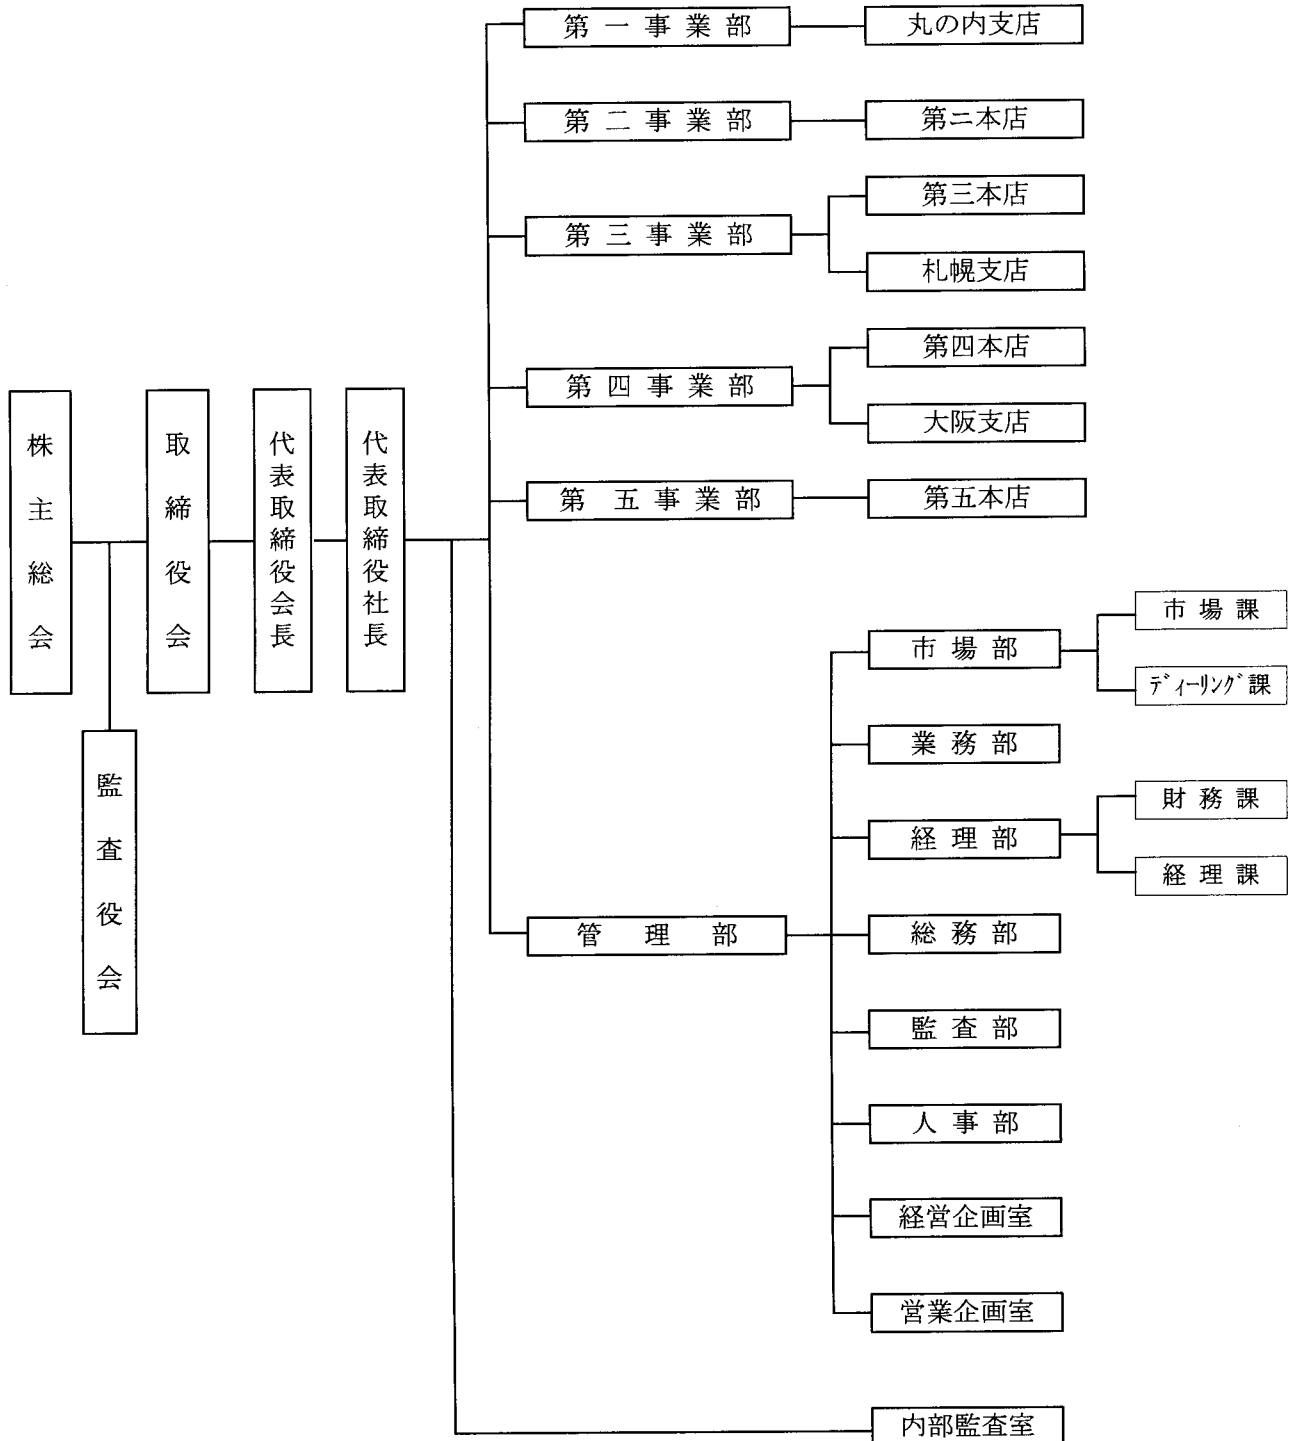 株主総会
監査役会
取締役会
代表取締役会長
代表取締役社長
第一事業部
丸の内支店
第二事業部
第二本店
第三事業部
第三本店
札幌支店
第四事業部
第四本店
大阪支店
第五事業部
第五本店
管理部
市場部
市場課
ディーリング課
業務部
経理部
財務課
経理課
総務部
監査部
人事部
経営企画室
営業企画室
内部監査室